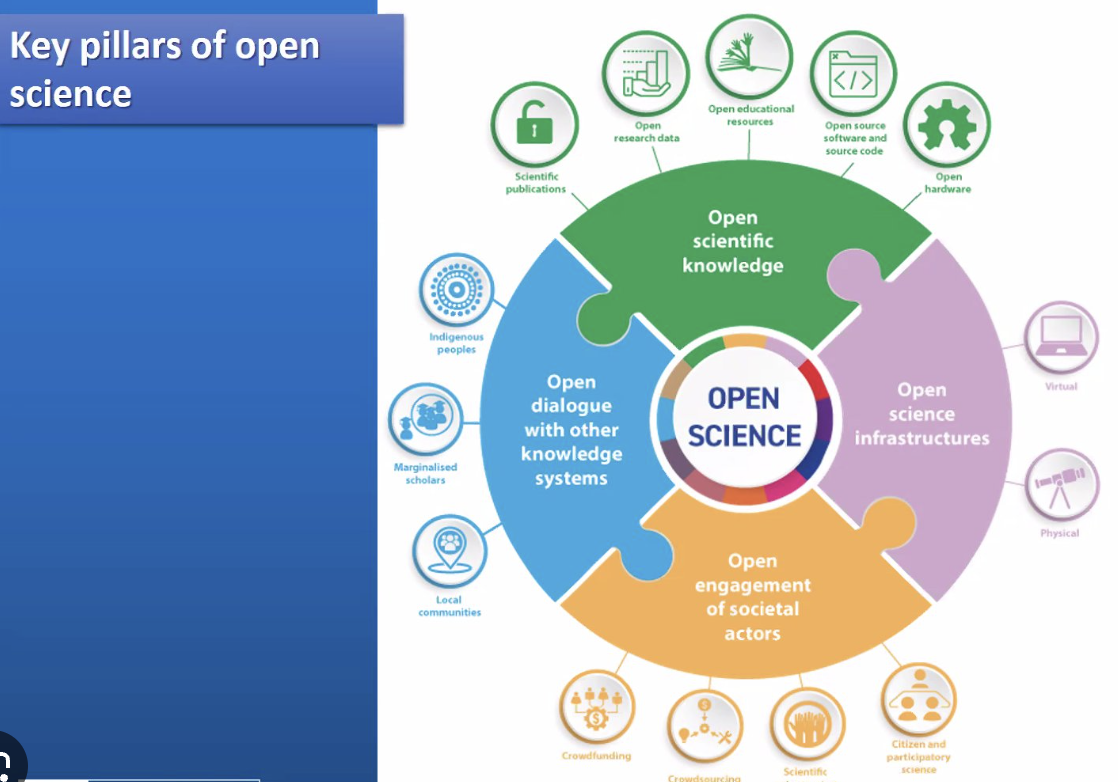 Key pillars of open
science
Scientific
publications
Open
research data
Open educational
resources
Open source
software and
source code
</>
Open
hardware
Open
scientific
knowledge
Indigenous
peoples
Marginalised
scholars
Local
communities
Open
dialogue
with other
knowledge
systems
OPEN
SCIENCE
Open
science
infrastructures
Virtual
Physical
Open
engagement
of societal
actors
$
Crowdfunding
$
Crowdsourcing
Scientific
Citizen and
participatory
science